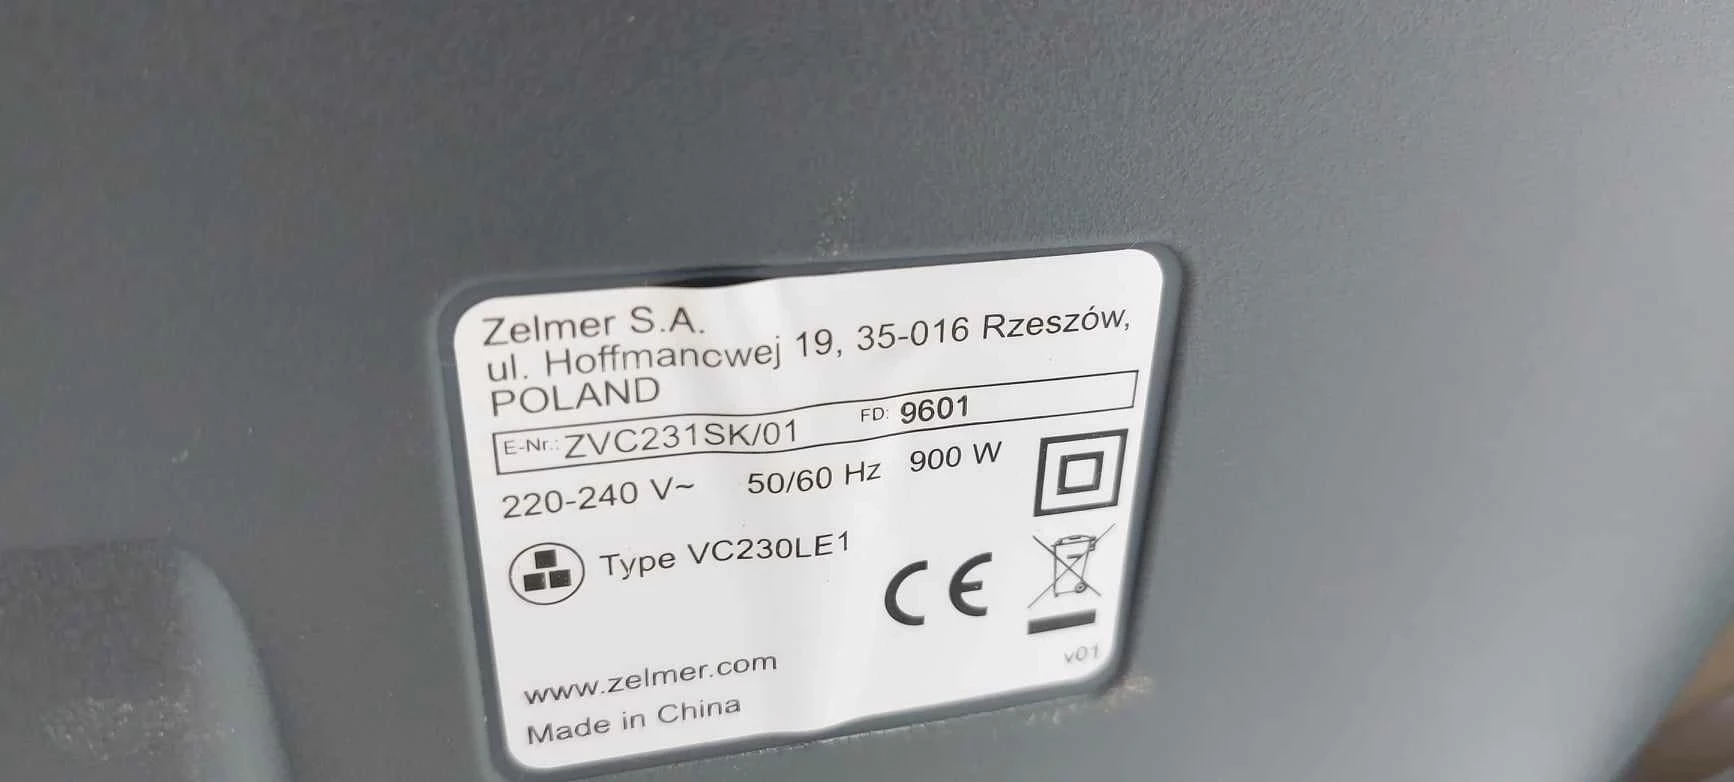 Zelmer S.A.
ul. Hoffmanowej 19, 35-016 Rzeszów,
POLAND
E-Nr.: ZVC231SK/01 FD: 9601
220-240 V~ 50/60 Hz 900 W
Type VC230LE1
CE
v01
www.zelmer.com
Made in China